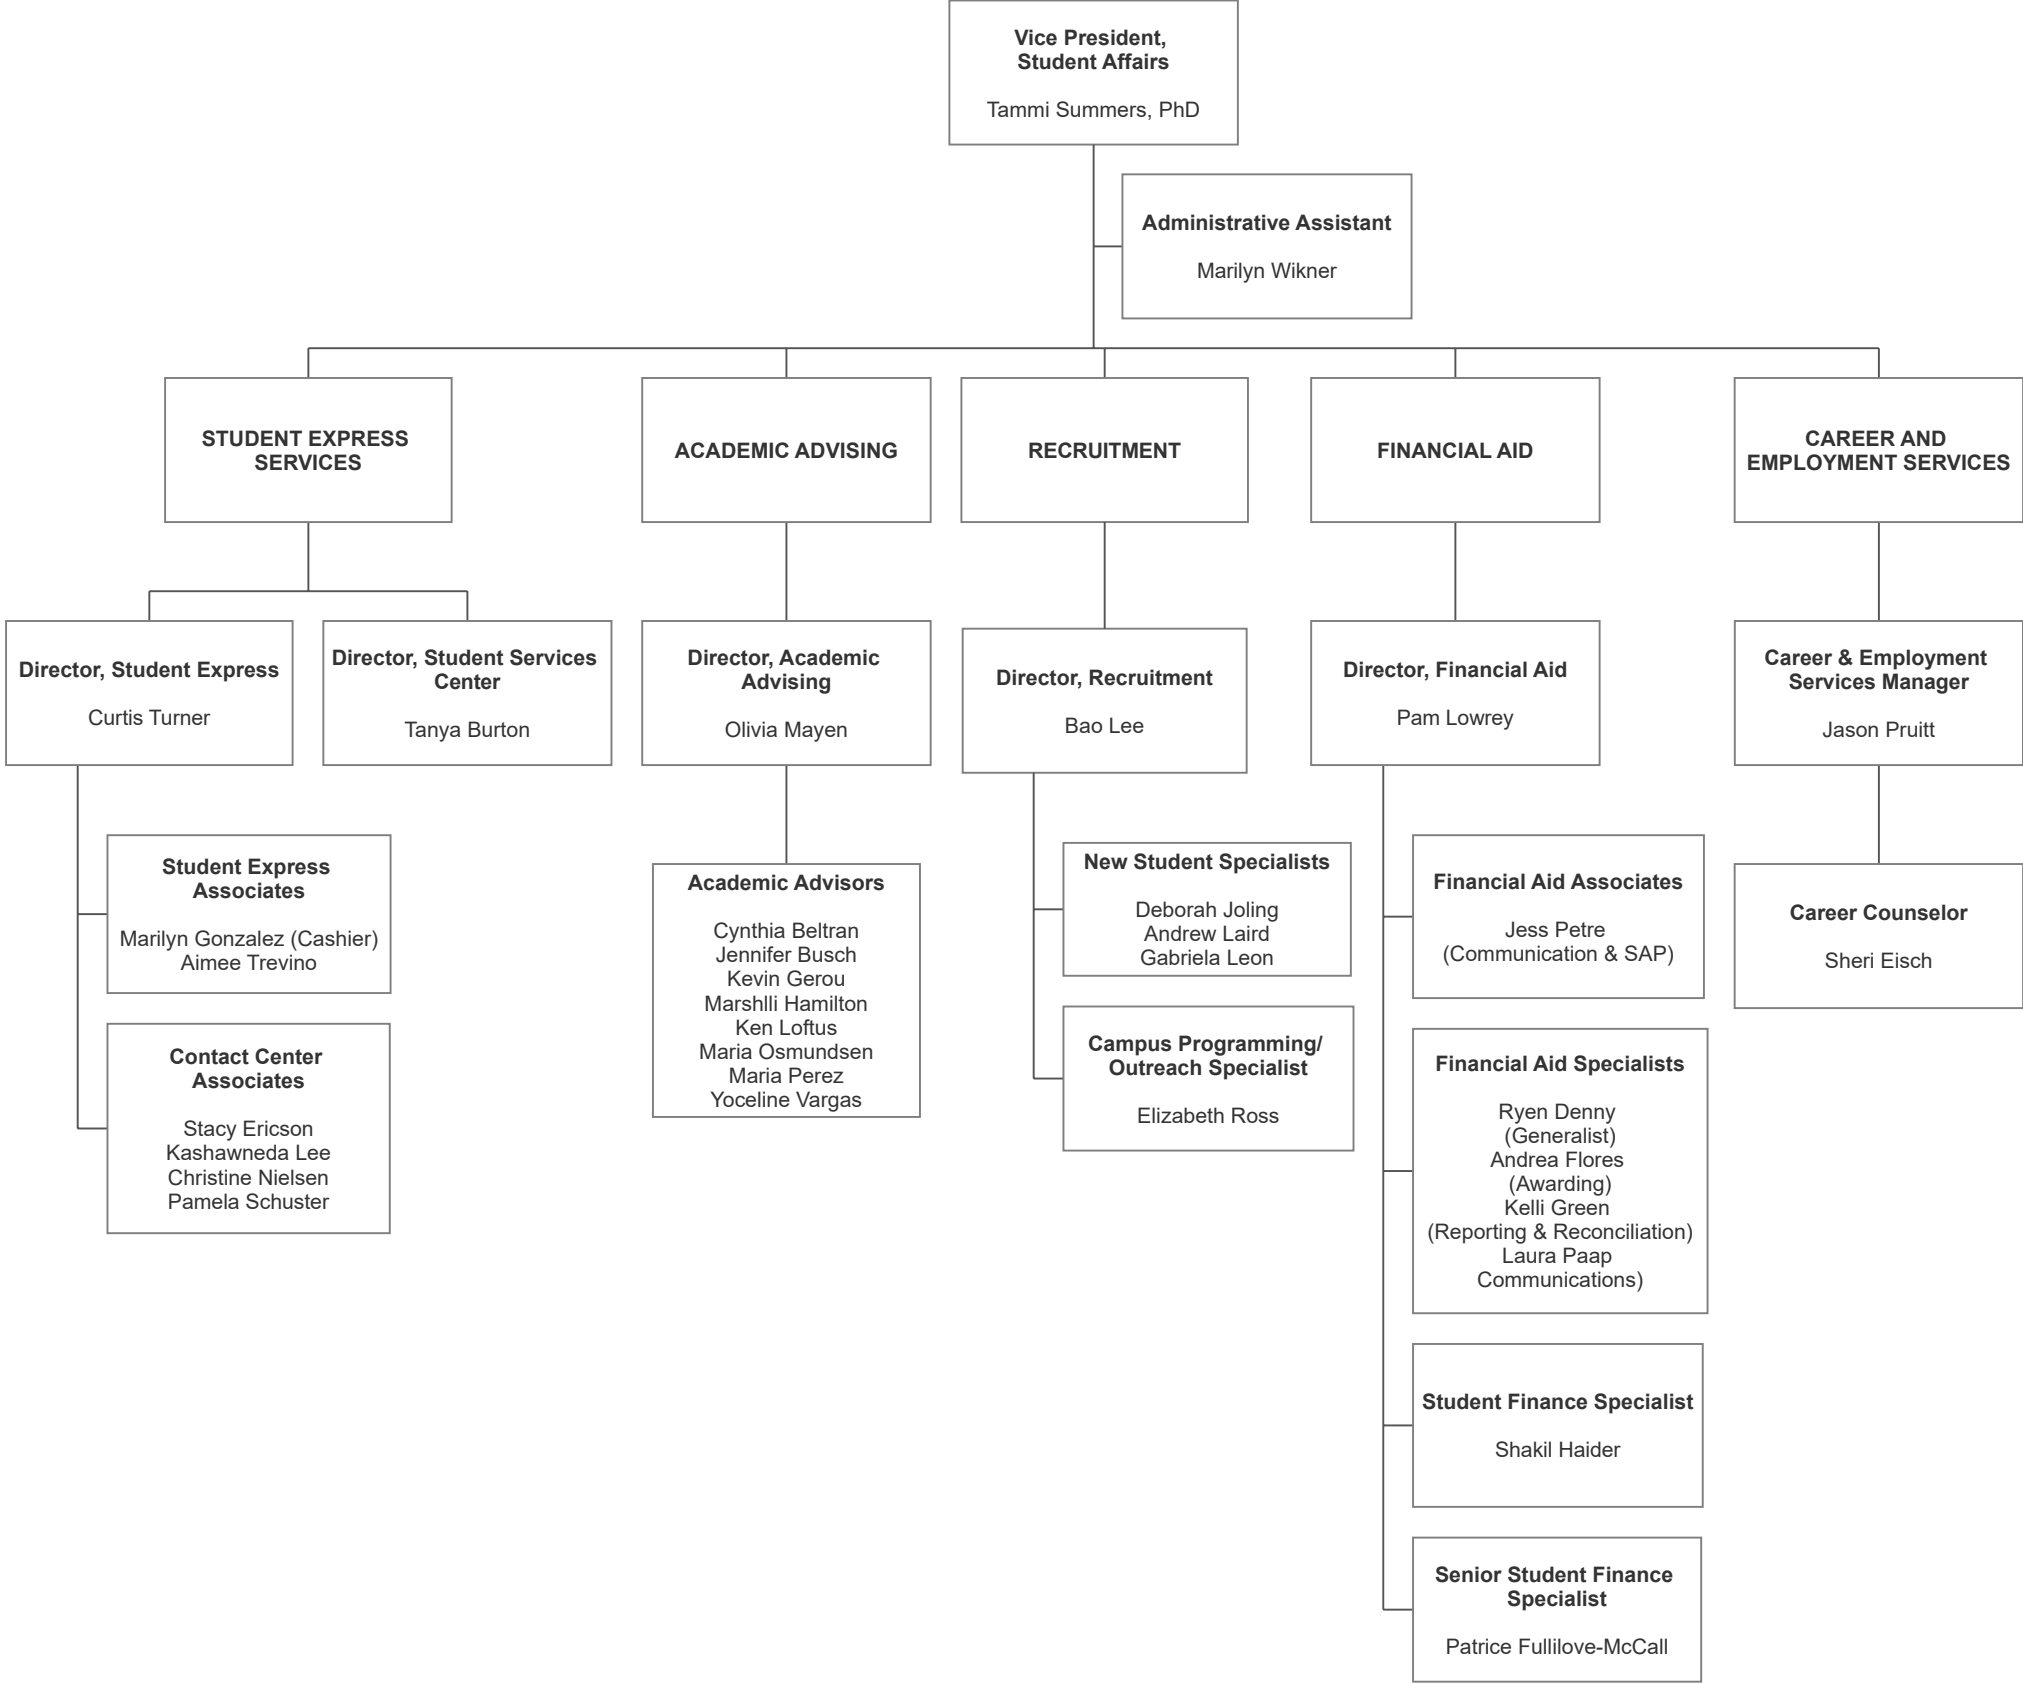 Vice President,
Student Affairs
Tammi Summers, PhD
Administrative Assistant
Marilyn Wikner
STUDENT EXPRESS
SERVICES
ACADEMIC ADVISING
RECRUITMENT
FINANCIAL AID
CAREER AND
EMPLOYMENT SERVICES
Director, Student Express
Curtis Turner
Director, Student Services
Center
Tanya Burton
Director, Academic
Advising
Olivia Mayen
Director, Recruitment
Bao Lee
Director, Financial Aid
Pam Lowrey
Career & Employment
Services Manager
Jason Pruitt
Student Express
Associates
Marilyn Gonzalez (Cashier)
Aimee Trevino
Contact Center
Associates
Stacy Ericson
Kashawneda Lee
Christine Nielsen
Pamela Schuster
Academic Advisors
Cynthia Beltran
Jennifer Busch
Kevin Gerou
Marshlli Hamilton
Ken Loftus
Maria Osmundsen
Maria Perez
Yoceline Vargas
New Student Specialists
Deborah Joling
Andrew Laird
Gabriela Leon
Campus Programming/
Outreach Specialist
Elizabeth Ross
Financial Aid Associates
Jess Petre
(Communication & SAP)
Financial Aid Specialists
Ryen Denny
(Generalist)
Andrea Flores
(Awarding)
Kelli Green
(Reporting & Reconciliation)
Laura Paap
Communications)
Student Finance Specialist
Shakil Haider
Senior Student Finance
Specialist
Patrice Fullilove-McCall
Career Counselor
Sheri Eisch